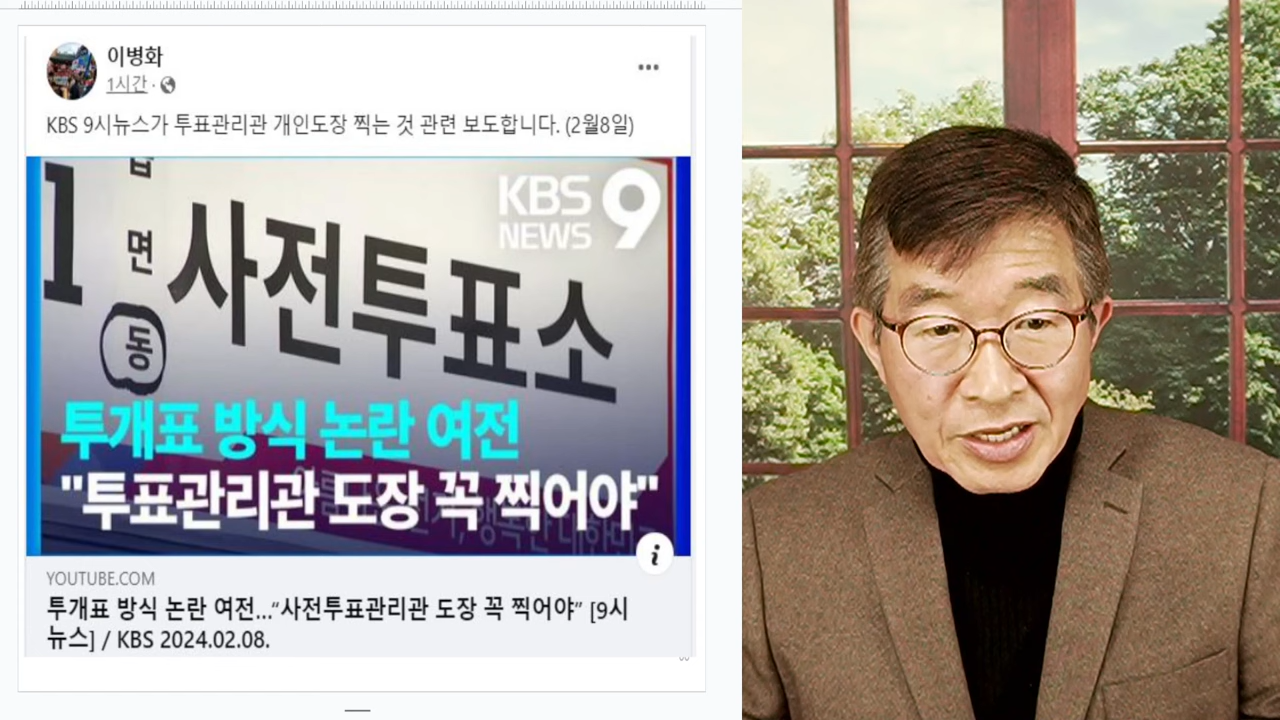 이병화
1시간 ·
KBS 9시뉴스가 투표관리관 개인도장 찍는 것 관련 보도합니다. (2월8일)
KBS 9
NEWS
1
면
동
사전투표소
투개표 방식 논란 여전
"투표관리관 도장 꼭 찍어야"
i
YOUTUBE.COM
투개표 방식 논란 여전…“사전투표관리관 도장 꼭 찍어야” [9시
뉴스] / KBS 2024.02.08.